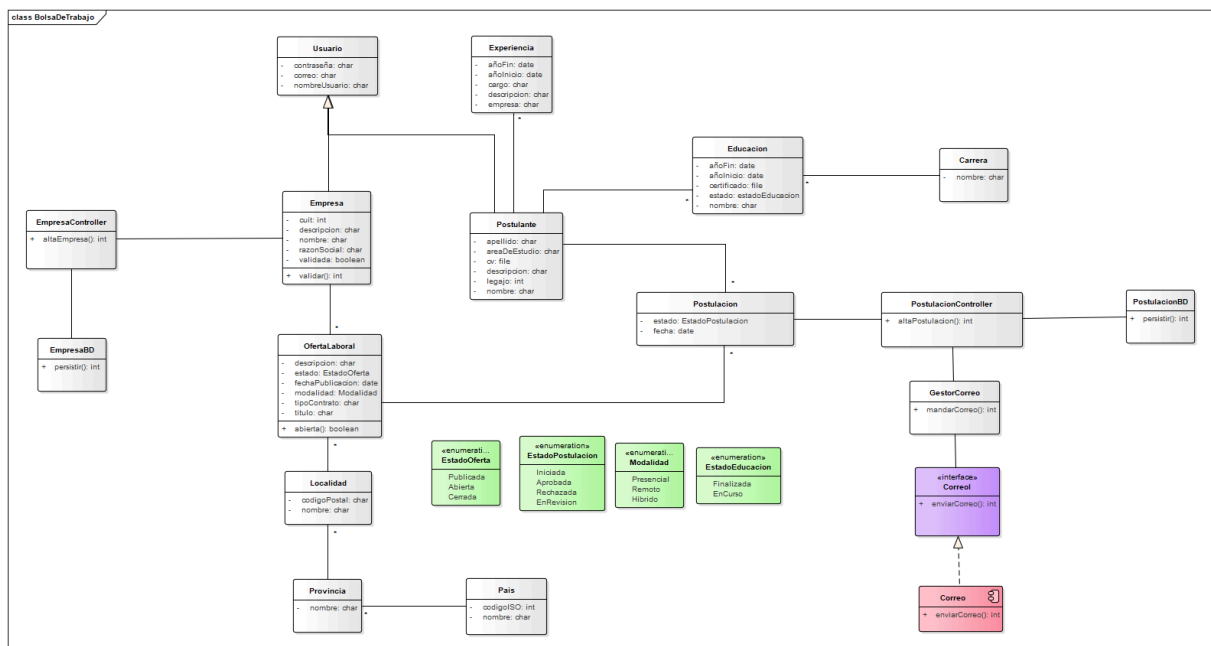 class BolsaDeTrabajo
Usuario
- contraseña: char
- correo: char
- nombreUsuario: char
Experiencia
- añoFin: date
- añoInicio: date
- cargo: char
- descripcion: char
- empresa: char
*
Educacion
- añoFin: date
- añoInicio: date
- certificado: file
- estado: estadoEducacion
- nombre: char
*
*
Carrera
- nombre: char
EmpresaController
+ altaEmpresa(): int
Empresa
- cuit: int
- descripcion: char
- nombre: char
- razonSocial: char
- validada: boolean
+ validar(): int
*
Postulante
- apellido: char
- areaDeEstudio: char
- cv: file
- descripcion: char
- legajo: int
- nombre: char
*
Postulacion
- estado: EstadoPostulacion
- fecha: date
*
PostulacionController
+ altaPostulacion(): int
PostulacionBD
+ persistir(): int
EmpresaBD
+ persistir(): int
OfertaLaboral
- descripcion: char
- estado: EstadoOferta
- fechaPublicacion: date
- modalidad: Modalidad
- tipoContrato: char
- titulo: char
+ abierta(): boolean
*
GestorCorreo
+ mandarCorreo(): int
«enumerati...
EstadoOferta
Publicada
Abierta
Cerrada
«enumeration»
EstadoPostulacion
Iniciada
Aprobada
Rechazada
EnRevision
«enumerati...
Modalidad
Presencial
Remoto
Hibrido
«enumeration»
EstadoEducacion
Finalizada
EnCurso
Localidad
- codigoPostal: char
- nombre: char
*
«interface»
CorreoI
+ enviarCorreo(): int
Provincia
- nombre: char
*
Pais
- codigoISO: int
- nombre: char
Correo
+ enviarCorreo(): int